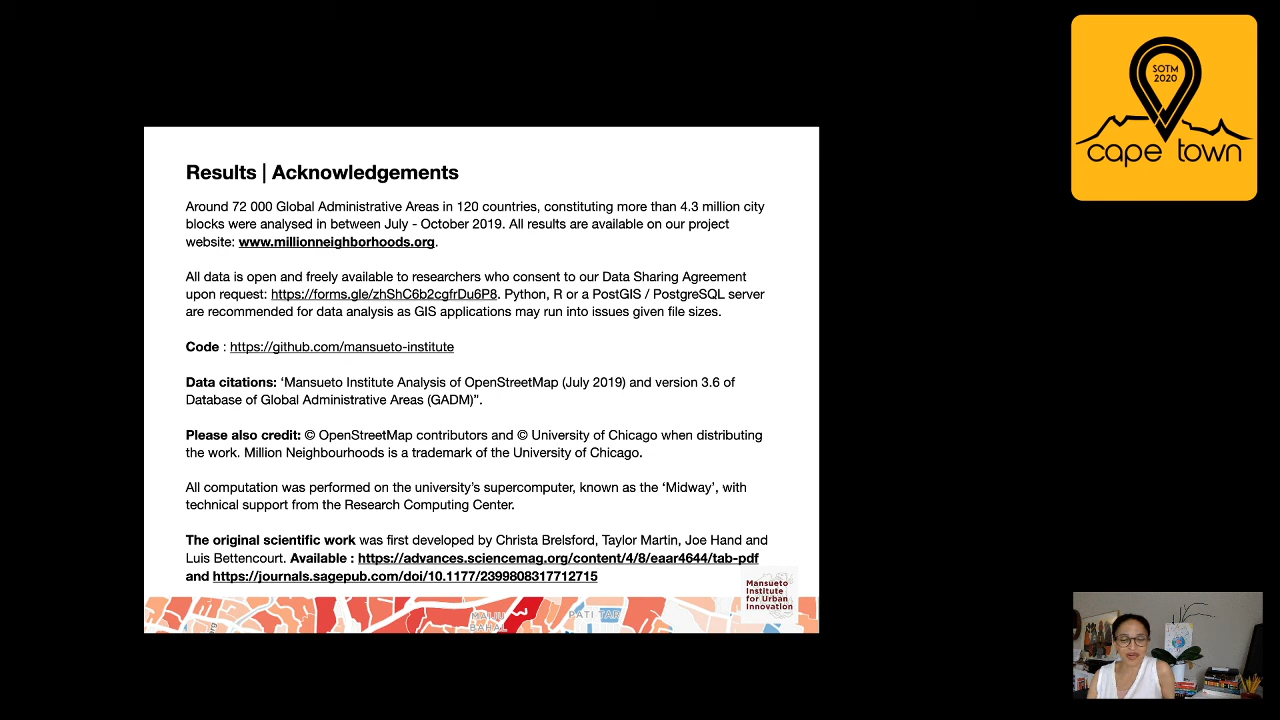 SOTM
2020
cape town
Results | Acknowledgements
Around 72 000 Global Administrative Areas in 120 countries, constituting more than 4.3 million city
blocks were analysed in between July - October 2019. All results are available on our project
website: www.millionneighborhoods.org.
All data is open and freely available to researchers who consent to our Data Sharing Agreement
upon request: https://forms.gle/zhShC6b2cgfrDu6P8. Python, R or a PostGIS / PostgreSQL server
are recommended for data analysis as GIS applications may run into issues given file sizes.
Code : https://github.com/mansueto-institute
Data citations: ‘Mansueto Institute Analysis of OpenStreetMap (July 2019) and version 3.6 of
Database of Global Administrative Areas (GADM)”.
Please also credit: © OpenStreetMap contributors and © University of Chicago when distributing
the work. Million Neighbourhoods is a trademark of the University of Chicago.
All computation was performed on the university’s supercomputer, known as the ‘Midway’, with
technical support from the Research Computing Center.
The original scientific work was first developed by Christa Brelsford, Taylor Martin, Joe Hand and
Luis Bettencourt. Available : https://advances.sciencemag.org/content/4/8/eaar4644/tab-pdf
and https://journals.sagepub.com/doi/10.1177/2399808317712715
Mansueto
Institute
for Urban
Innovation
PATI TAR